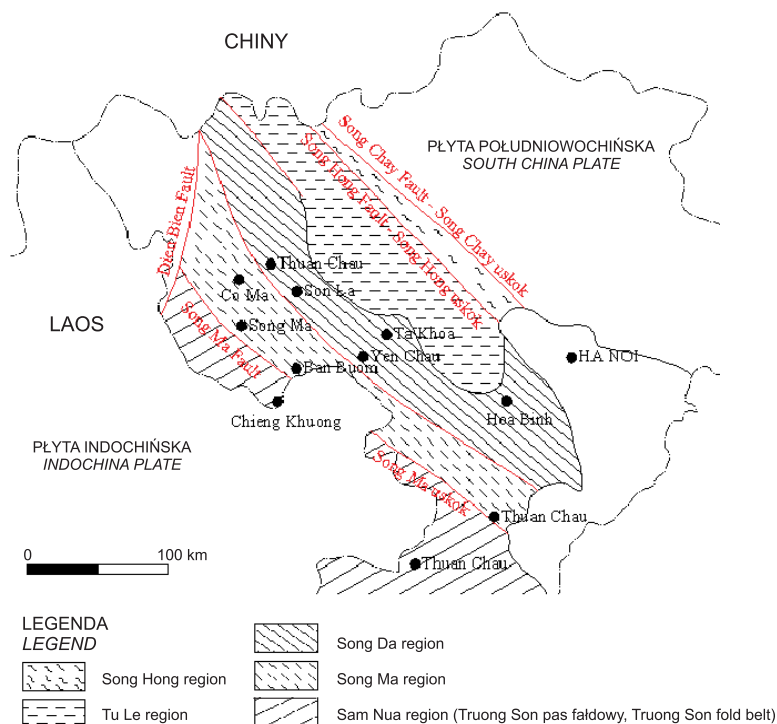 CHINY
PŁYTA POŁUDNIOWOCHIŃSKA
SOUTH CHINA PLATE
Song Chay Fault - Song Chay uskok
Song Hong Fault - Song Hong uskok
Dien Bien Fault
Thuan Chau
Son La
Co Ma
LAOS
Song Ma
Song Ma Fault
Ta Khoa
Yen Chau
HA NOI
Ban Buom
Chieng Khuong
Hoa Binh
PŁYTA INDOCHIŃSKA
INDOCHINA PLATE
Song Ma uskok
Thuan Chau
Thuan Chau
0 100 km
LEGENDA
LEGEND
Song Hong region
Tu Le region
Song Da region
Song Ma region
Sam Nua region (Truong Son pas fałdowy, Truong Son fold belt)